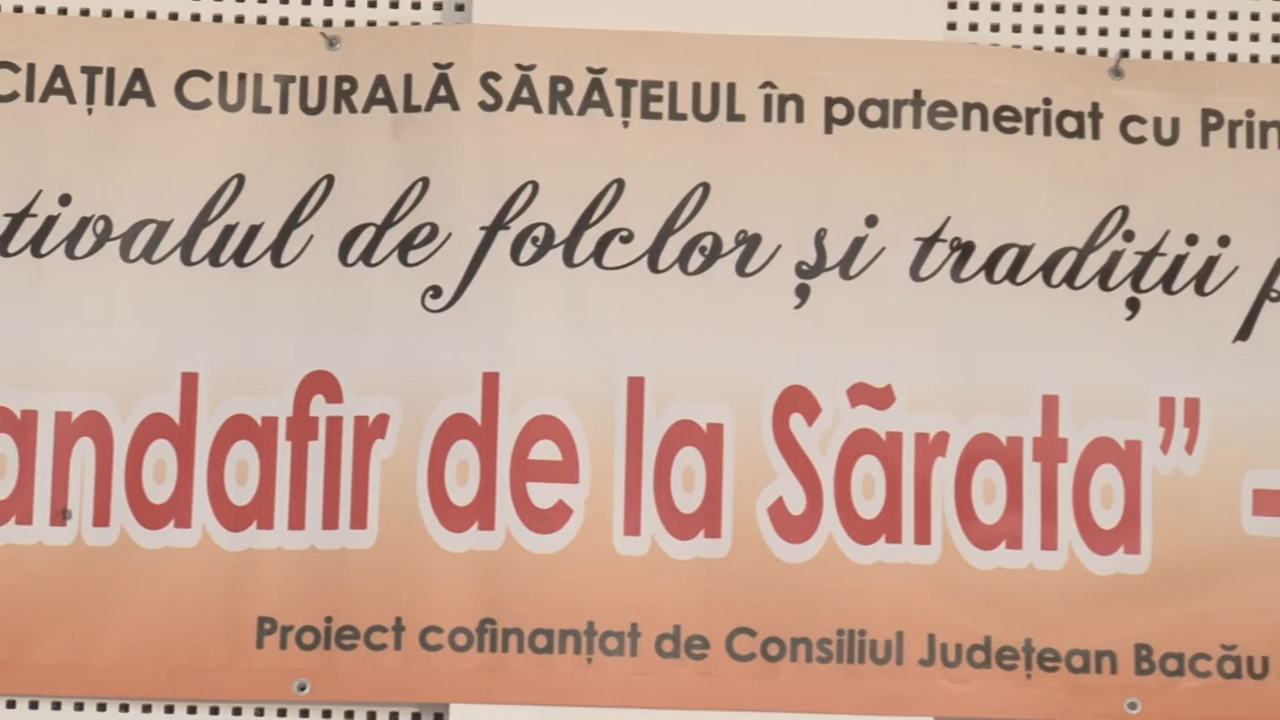 CIAȚIA CULTURALĂ SĂRĂȚELUL în parteneriat cu Prim
tivalul de folclor și tradiții p
andafir de la Sãrata” -
Proiect cofinanțat de Consiliul Județean Bacău